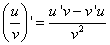 (u/v)' = (u'v − v'u)/v²